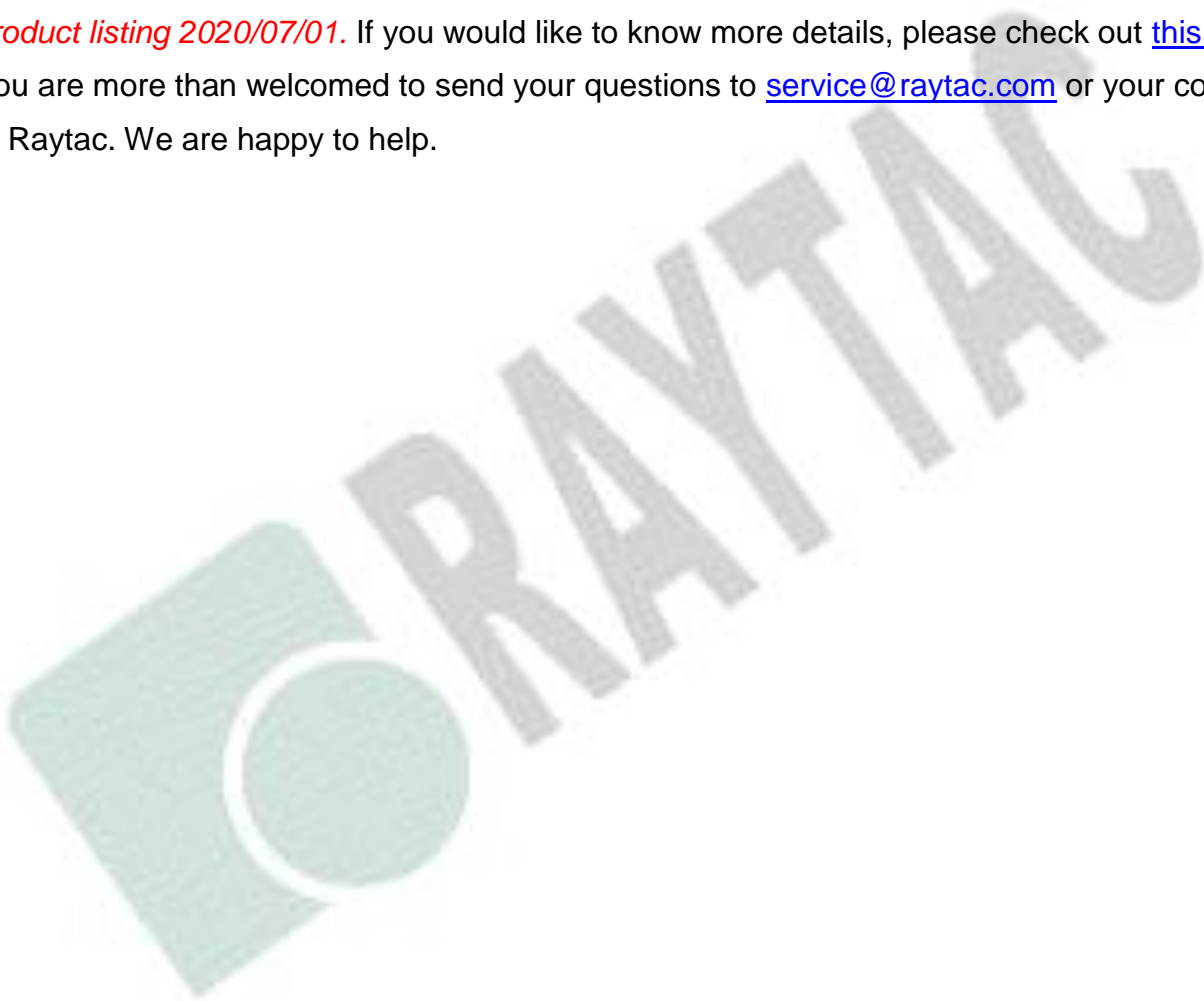 roduct listing 2020/07/01. If you would like to know more details, please check out this
ou are more than welcomed to send your questions to service@raytac.com or your co
Raytac. We are happy to help.
RAYTAC